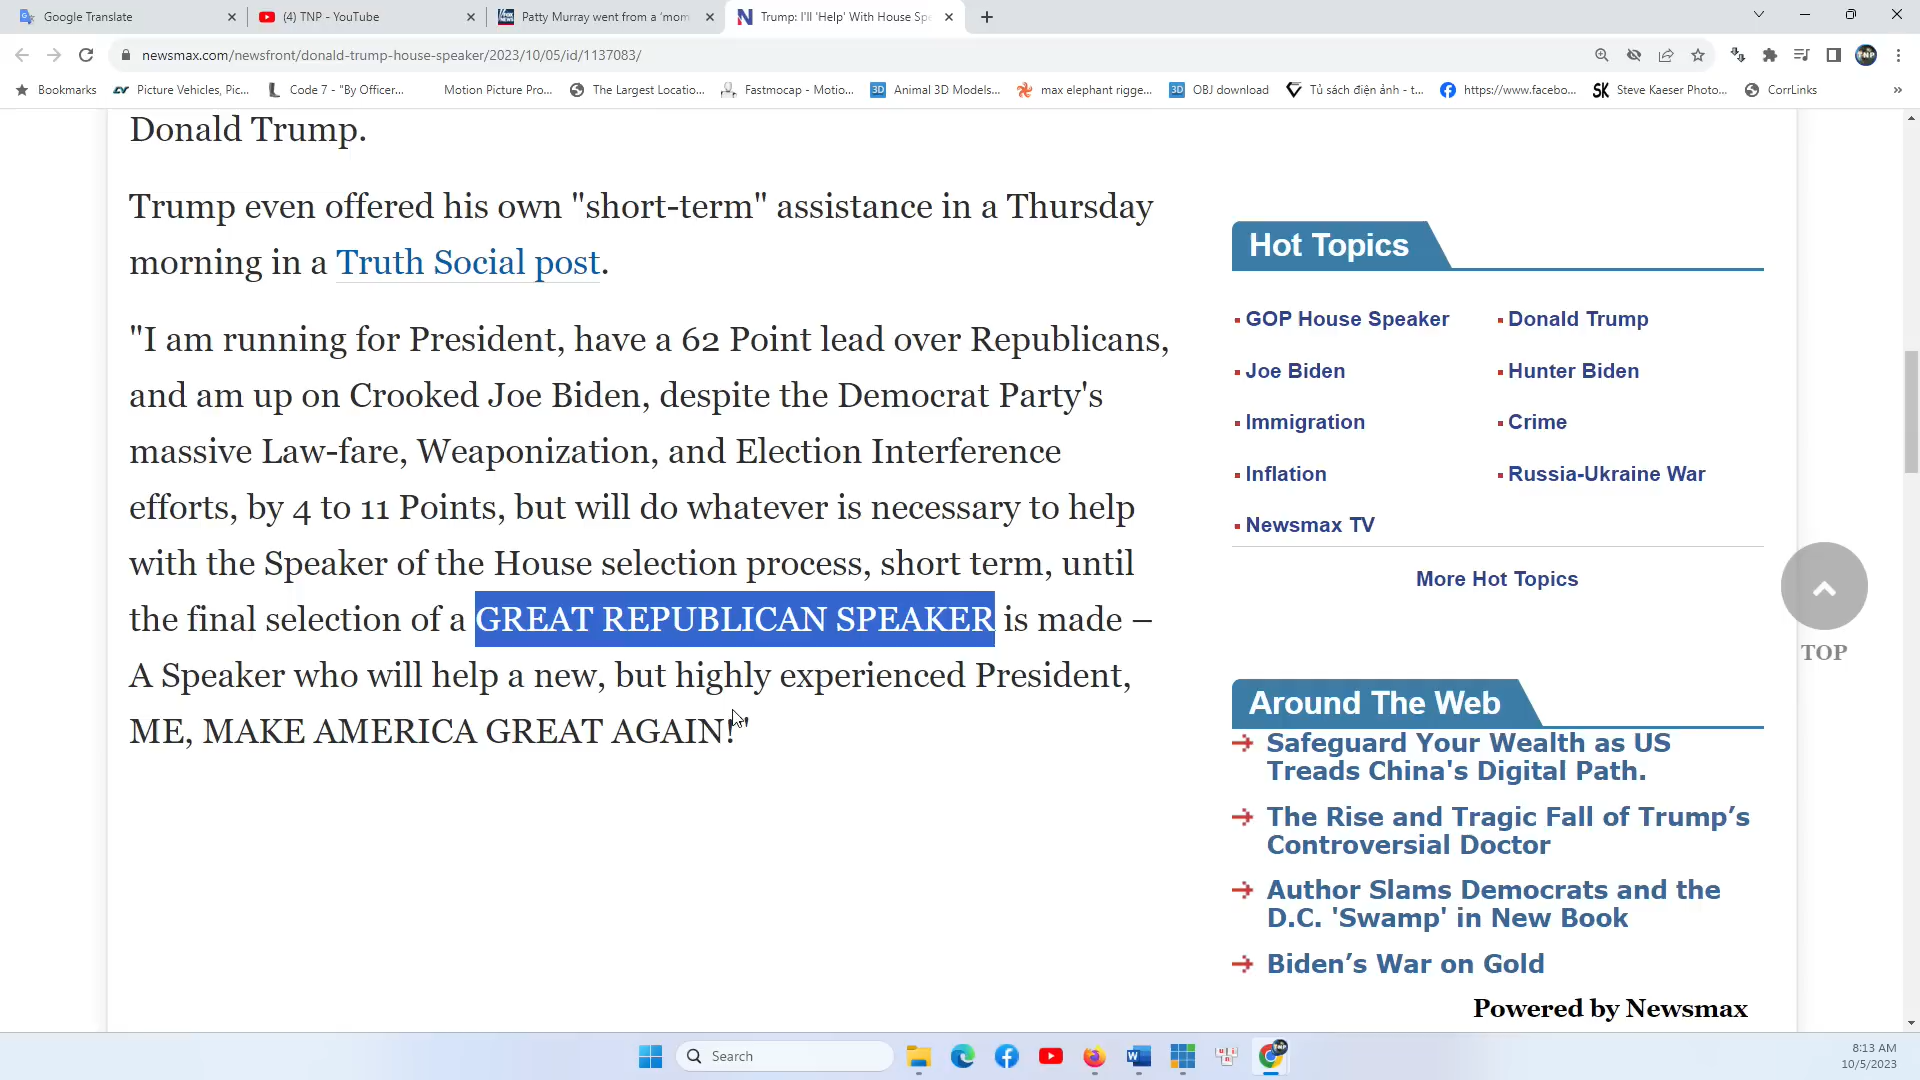 Google Translate
(4) TNP - YouTube
Patty Murray went from a 'mom
Trump: I'll 'Help' With House Spe
newsmax.com/newsfront/donald-trump-house-speaker/2023/10/05/id/1137083/
Bookmarks
Picture Vehicles, Pic...
Code 7 - "By Officer...
Motion Picture Pro...
The Largest Locatio...
Fastmocap - Motio...
3D
Animal 3D Models...
max elephant rigge...
3D
OBJ download
Tủ sách điện ảnh - t...
https://www.facebo...
SK
Steve Kaeser Photo...
CorrLinks
Donald Trump.
Trump even offered his own "short-term" assistance in a Thursday
morning in a Truth Social post.
"I am running for President, have a 62 Point lead over Republicans,
and am up on Crooked Joe Biden, despite the Democrat Party's
massive Law-fare, Weaponization, and Election Interference
efforts, by 4 to 11 Points, but will do whatever is necessary to help
with the Speaker of the House selection process, short term, until
the final selection of a GREAT REPUBLICAN SPEAKER is made –
A Speaker who will help a new, but highly experienced President,
ME, MAKE AMERICA GREAT AGAIN!"
Hot Topics
GOP House Speaker
Donald Trump
Joe Biden
Hunter Biden
Immigration
Crime
Inflation
Russia-Ukraine War
Newsmax TV
More Hot Topics
TOP
Around The Web
Safeguard Your Wealth as US
Treads China's Digital Path.
The Rise and Tragic Fall of Trump’s
Controversial Doctor
Author Slams Democrats and the
D.C. 'Swamp' in New Book
Biden’s War on Gold
Powered by Newsmax
Search
8:13 AM
10/5/2023